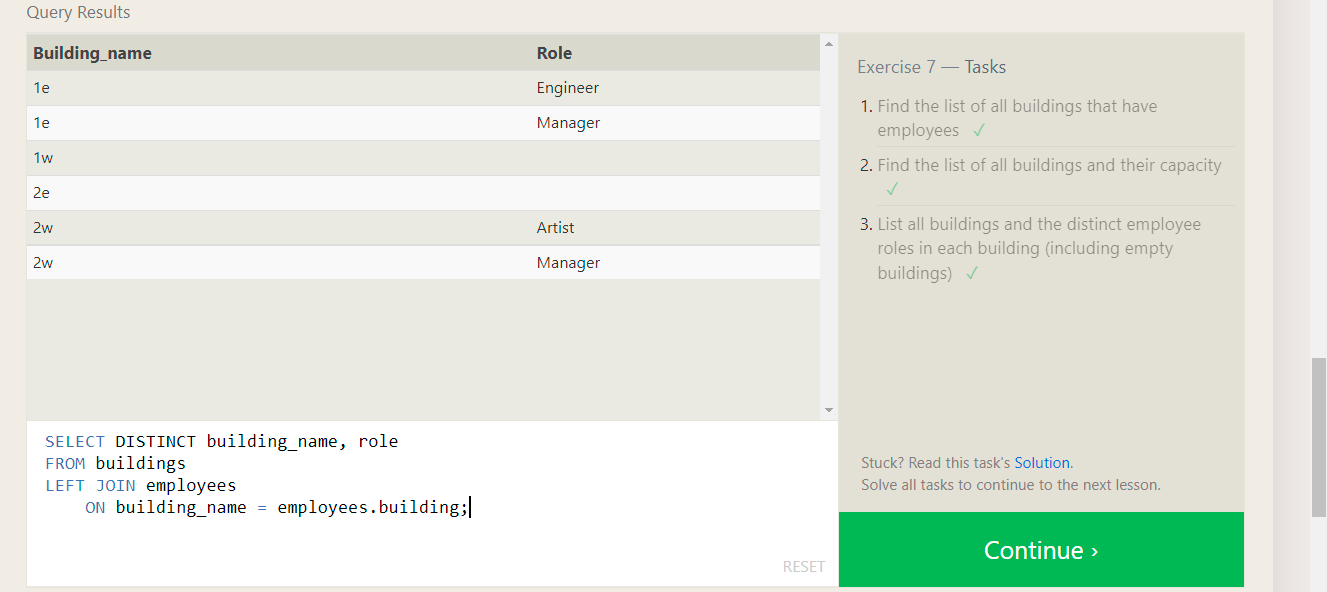 Query Results
Building_name Role
1e Engineer
1e Manager
1w
2e
2w Artist
2w Manager
SELECT DISTINCT building_name, role
FROM buildings
LEFT JOIN employees
ON building_name = employees.building;
RESET
Exercise 7 — Tasks
1. Find the list of all buildings that have
employees ✓
2. Find the list of all buildings and their capacity
✓
3. List all buildings and the distinct employee
roles in each building (including empty
buildings) ✓
Stuck? Read this task's Solution.
Solve all tasks to continue to the next lesson.
Continue ›